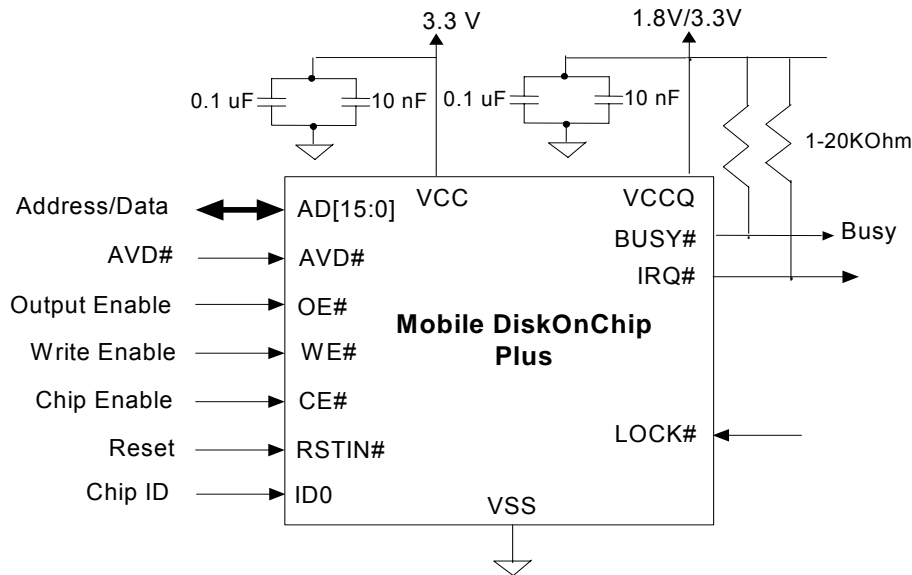 3.3 V
1.8V/3.3V
0.1 uF
10 nF
0.1 uF
10 nF
1-20KOhm
VCC
VCCQ
Address/Data
AD[15:0]
BUSY#
Busy
AVD#
AVD#
IRQ#
Output Enable
OE#
Mobile DiskOnChip
Plus
Write Enable
WE#
Chip Enable
CE#
LOCK#
Reset
RSTIN#
Chip ID
ID0
VSS